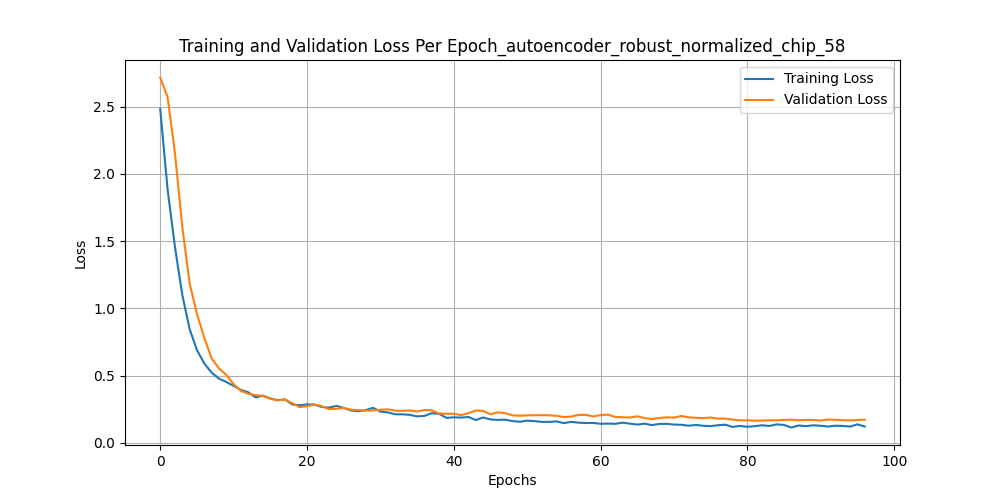 Training and Validation Loss Per Epoch_autoencoder_robust_normalized_chip_58
Training Loss
Validation Loss
Loss
2.5
2.0
1.5
1.0
0.5
0.0
0 20 40 60 80 100
Epochs